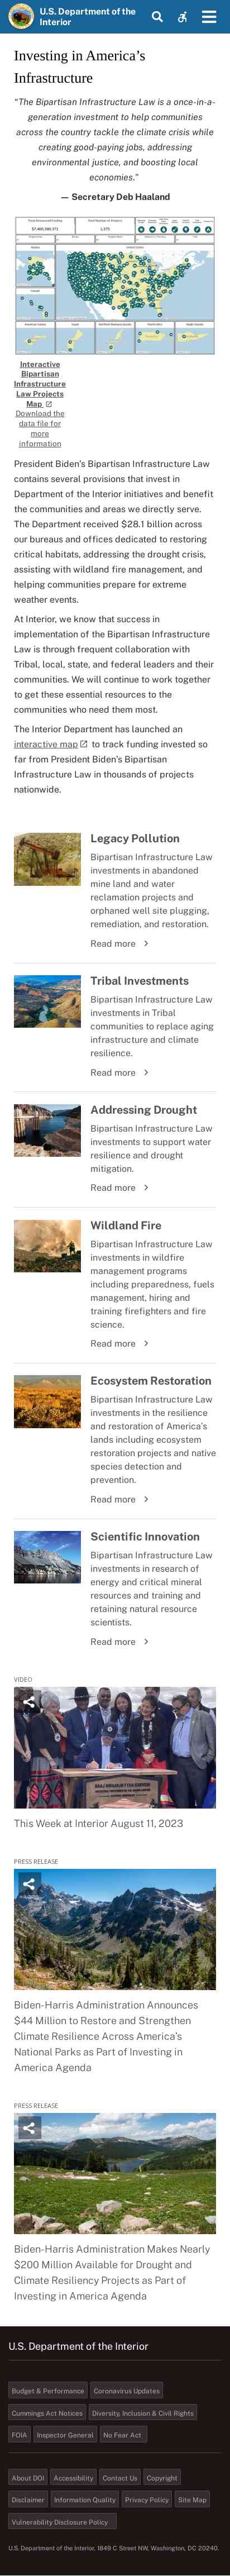 U.S. Department of the
Interior
Investing in America's
Infrastructure
"The Bipartisan Infrastructure Law is a once-in-a-
generation investment to help communities
across the country tackle the climate crisis while
creating good-paying jobs, addressing
environmental justice, and boosting local
economies."
— Secretary Deb Haaland
Interactive
Bipartisan
Infrastructure
Law Projects
Map
Download the
data file for
more
information
President Biden's Bipartisan Infrastructure Law
contains several provisions that invest in
Department of the Interior initiatives and benefit
the communities and areas we directly serve.
The Department received $28.1 billion across
our bureaus and offices dedicated to restoring
critical habitats, addressing the drought crisis,
assisting with wildland fire management, and
helping communities prepare for extreme
weather events.
At Interior, we know that success in
implementation of the Bipartisan Infrastructure
Law is through frequent collaboration with
Tribal, local, state, and federal leaders and their
communities. We will continue to work together
to get these essential resources to the
communities who need them most.
The Interior Department has launched an
interactive map to track funding invested so
far from President Biden's Bipartisan
Infrastructure Law in thousands of projects
nationwide.
Legacy Pollution
Bipartisan Infrastructure Law
investments in abandoned
mine land and water
reclamation projects and
orphaned well site plugging,
remediation, and restoration.
Read more
Tribal Investments
Bipartisan Infrastructure Law
investments in Tribal
communities to replace aging
infrastructure and climate
resilience.
Read more
Addressing Drought
Bipartisan Infrastructure Law
investments to support water
resilience and drought
mitigation.
Read more
Wildland Fire
Bipartisan Infrastructure Law
investments in wildfire
management programs
including preparedness, fuels
management, hiring and
training firefighters and fire
science.
Read more
Ecosystem Restoration
Bipartisan Infrastructure Law
investments in the resilience
and restoration of America's
lands including ecosystem
restoration projects and native
species detection and
prevention.
Read more
Scientific Innovation
Bipartisan Infrastructure Law
investments in research of
energy and critical mineral
resources and training and
retaining natural resource
scientists.
Read more
VIDEO
This Week at Interior August 11, 2023
PRESS RELEASE
Biden-Harris Administration Announces
$44 Million to Restore and Strengthen
Climate Resilience Across America's
National Parks as Part of Investing in
America Agenda
PRESS RELEASE
Biden-Harris Administration Makes Nearly
$200 Million Available for Drought and
Climate Resiliency Projects as Part of
Investing in America Agenda
U.S. Department of the Interior
Budget & Performance Coronavirus Updates
Cummings Act Notices Diversity, Inclusion & Civil Rights
FOIA Inspector General No Fear Act
About DOI Accessibility Contact Us Copyright
Disclaimer Information Quality Privacy Policy Site Map
Vulnerability Disclosure Policy
U.S. Department of the Interior, 1849 C Street NW, Washington, DC 20240.